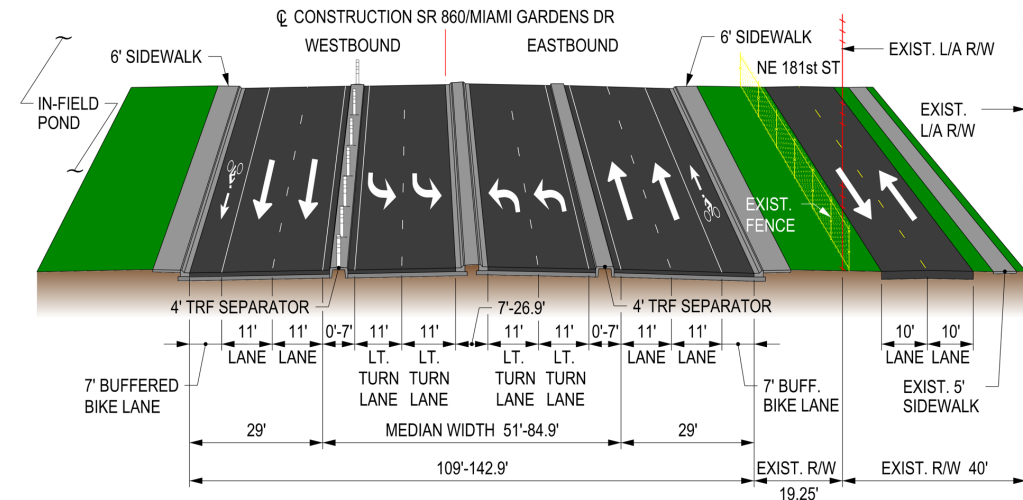 ℄ CONSTRUCTION SR 860/MIAMI GARDENS DR
WESTBOUND
EASTBOUND
6' SIDEWALK
6' SIDEWALK
EXIST. L/A R/W
NE 181st ST
IN-FIELD
POND
EXIST.
L/A
R/W
EXIST.
FENCE
4' TRF SEPARATOR
7'-26.9'
4' TRF SEPARATOR
11'
LANE
11'
LANE
0'-7'
11'
LT.
TURN
LANE
11'
LT.
TURN
LANE
11'
LT.
TURN
LANE
11'
LT.
TURN
LANE
0'-7'
11'
LANE
11'
LANE
10'
LANE
10'
LANE
7' BUFFERED
BIKE LANE
7' BUFF.
BIKE LANE
EXIST. 5'
SIDEWALK
29'
MEDIAN WIDTH 51'-84.9'
29'
109'-142.9'
EXIST. R/W
19.25'
EXIST. R/W 40'